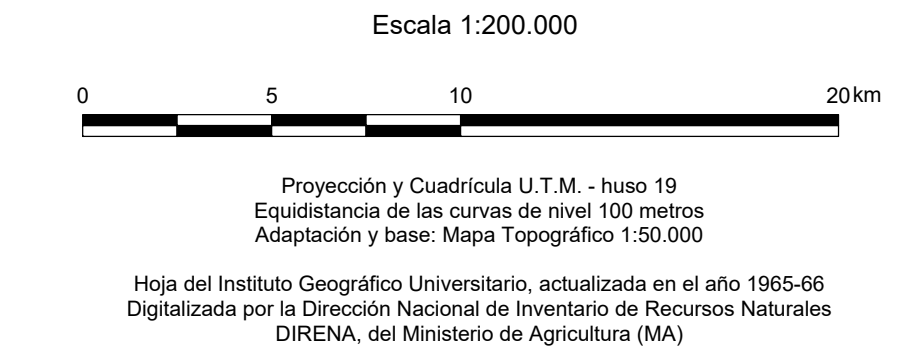 Escala 1:200.000
0 5 10 20 km
Proyección y Cuadrícula U.T.M. - huso 19
Equidistancia de las curvas de nivel 100 metros
Adaptación y base: Mapa Topográfico 1:50.000
Hoja del Instituto Geográfico Universitario, actualizada en el año 1965-66
Digitalizada por la Dirección Nacional de Inventario de Recursos Naturales
DIRENA, del Ministerio de Agricultura (MA)